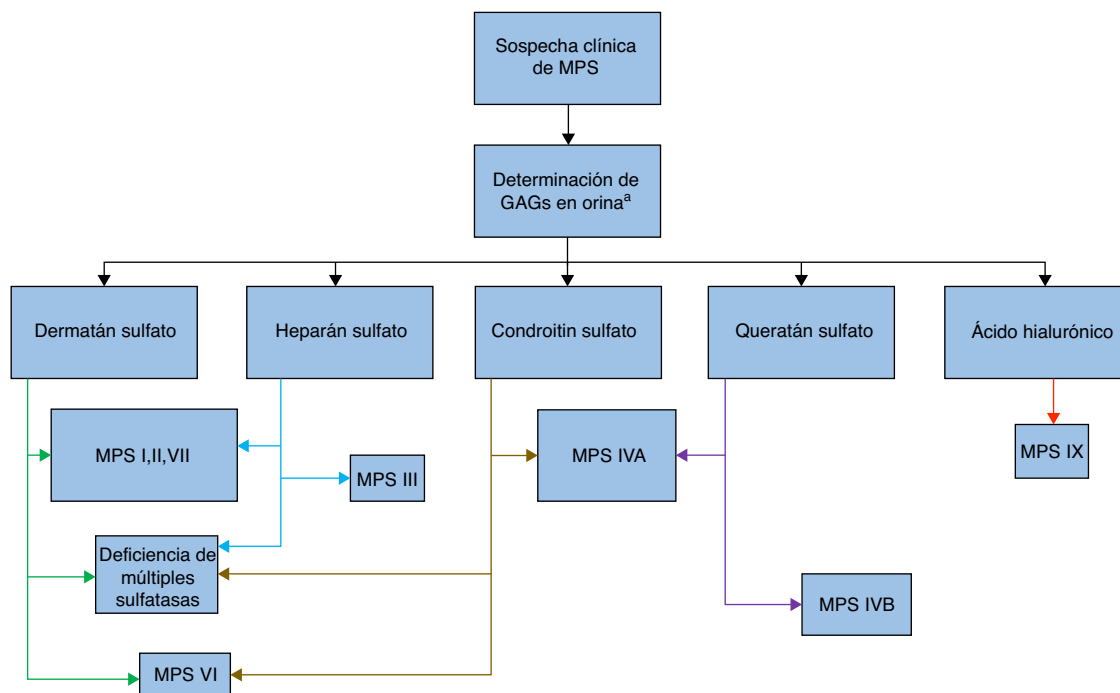 Sospecha clínica
de MPS
Determinación de
GAGs en orinaª
Dermatán sulfato
Heparán sulfato
Condroitin sulfato
Queratán sulfato
Ácido hialurónico
MPS I,II,VII
MPS III
MPS IVA
MPS IX
Deficiencia de
múltiples
sulfatasas
MPS IVB
MPS VI